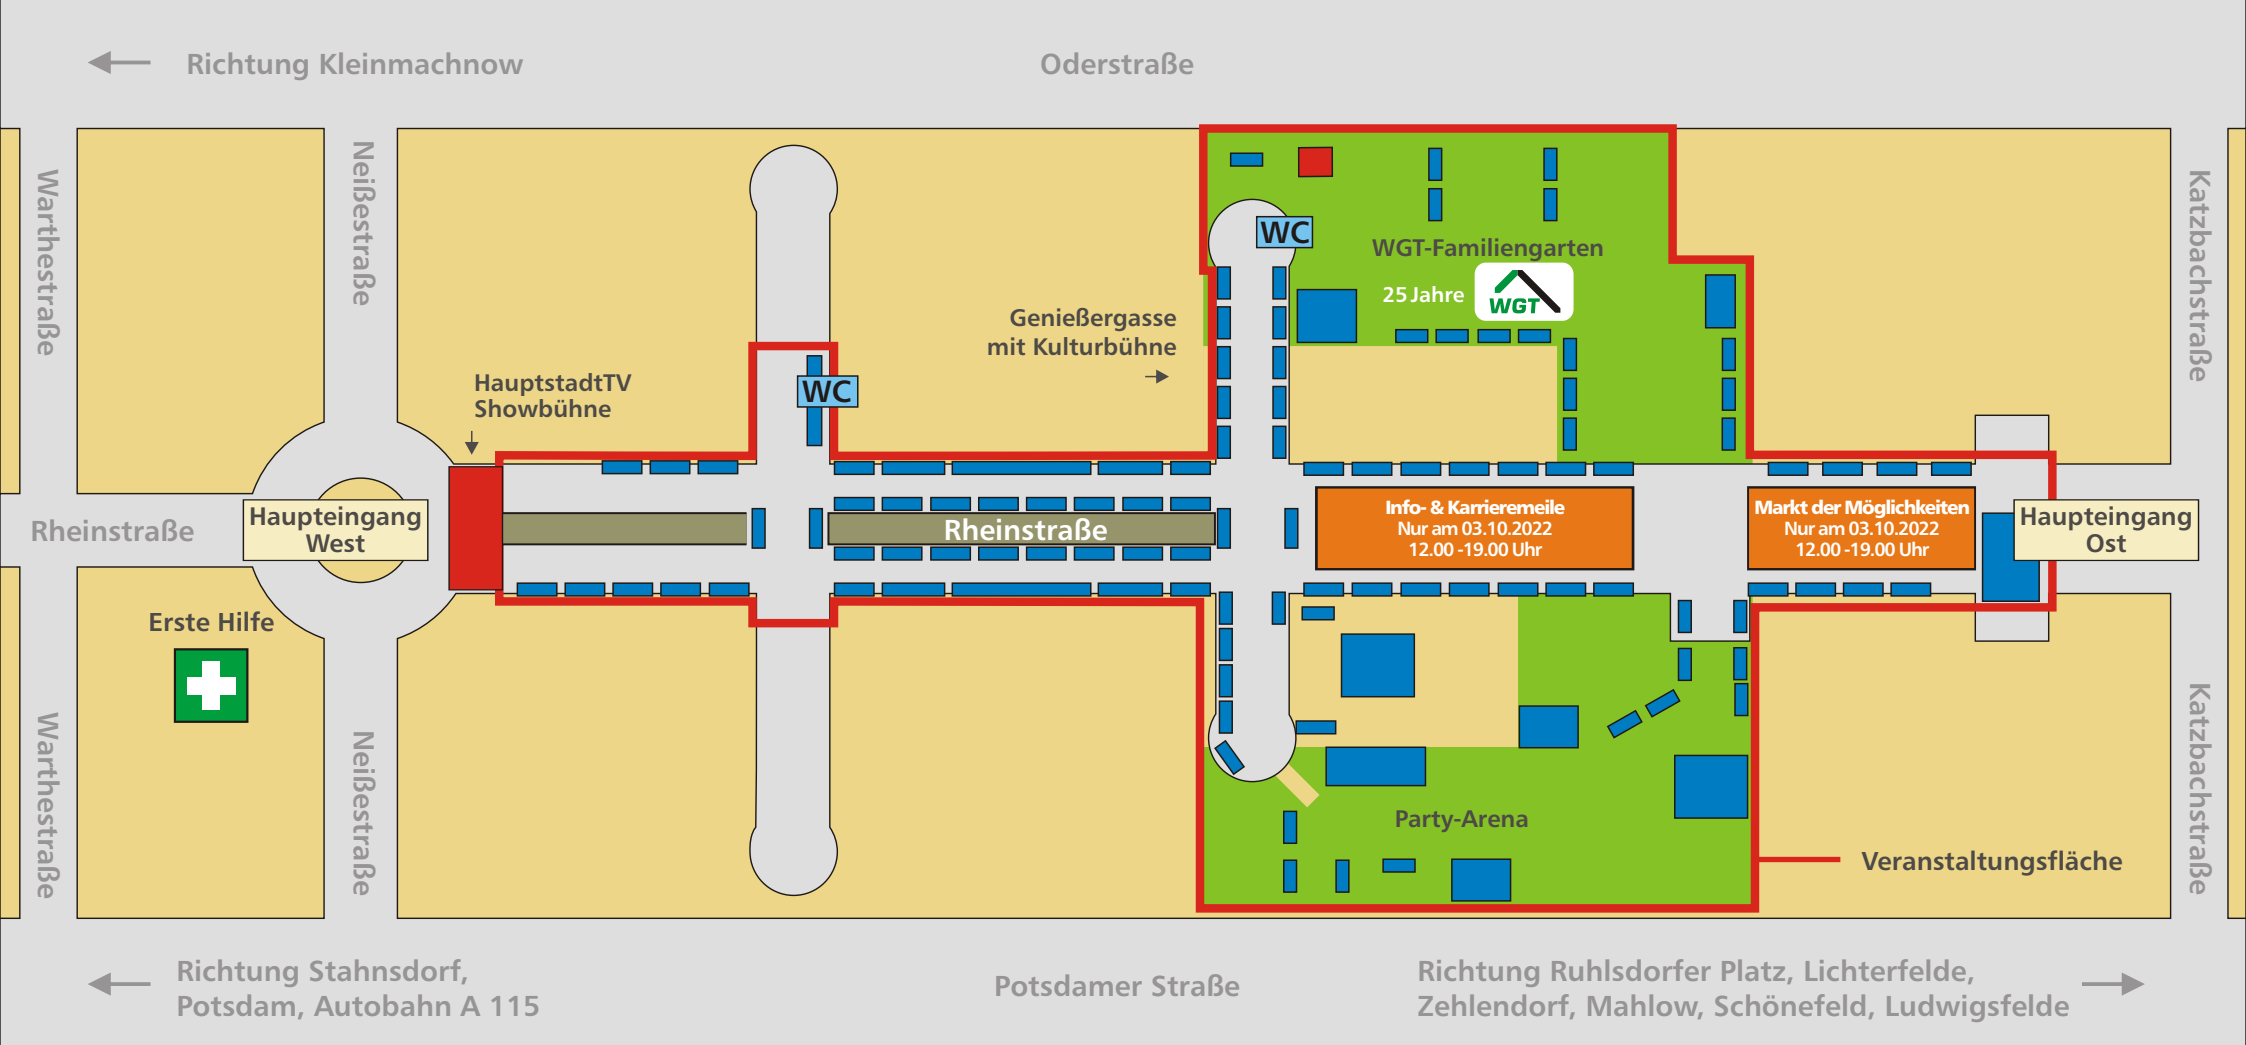 Richtung Kleinmachnow
Oderstraße
Warthestraße
Neißestraße
Katzbachstraße
WC
WGT-Familiengarten
25 Jahre
WGT
Genießergasse
mit Kulturbühne
HauptstadtTV
Showbühne
WC
Rheinstraße
Haupteingang
West
Rheinstraße
Info- & Karrieremeile
Nur am 03.10.2022
12.00 -19.00 Uhr
Markt der Möglichkeiten
Nur am 03.10.2022
12.00 -19.00 Uhr
Haupteingang
Ost
Erste Hilfe
Warthestraße
Neißestraße
Katzbachstraße
Party-Arena
Veranstaltungsfläche
Richtung Stahnsdorf,
Potsdam, Autobahn A 115
Potsdamer Straße
Richtung Ruhlsdorfer Platz, Lichterfelde,
Zehlendorf, Mahlow, Schönefeld, Ludwigsfelde